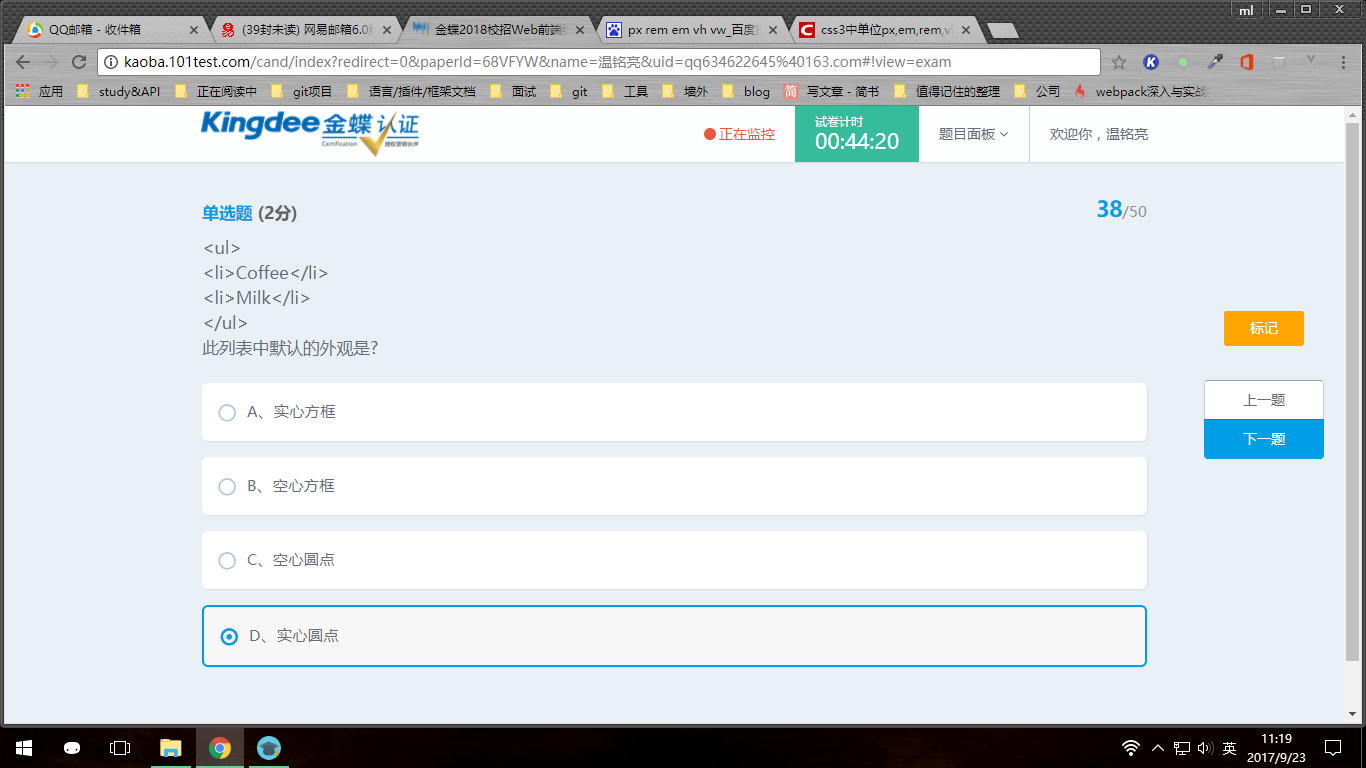 ml
QQ邮箱 - 收件箱
(39封未读) 网易邮箱6.0
金蝶2018校招Web前端
px rem em vh vw_百度
css3中单位px,em,rem,v
kaoba.101test.com/cand/index?redirect=0&paperId=68VFYW&name=温铭亮&uid=qq634622645%40163.com#!view=exam
应用 study&API 正在阅读中 git项目 语言/插件/框架文档 面试 git 工具 墙外 blog 简 写文章 - 简书 值得记住的整理 公司 webpack深入与实战
Kingdee金蝶认证
Certification 授权营销伙伴
正在监控
试卷计时
00:44:20
题目面板
欢迎你，温铭亮
单选题 (2分)
38/50
<ul>
<li>Coffee</li>
<li>Milk</li>
</ul>
此列表中默认的外观是?
标记
A、实心方框
上一题
下一题
B、空心方框
C、空心圆点
D、实心圆点
英
11:19
2017/9/23